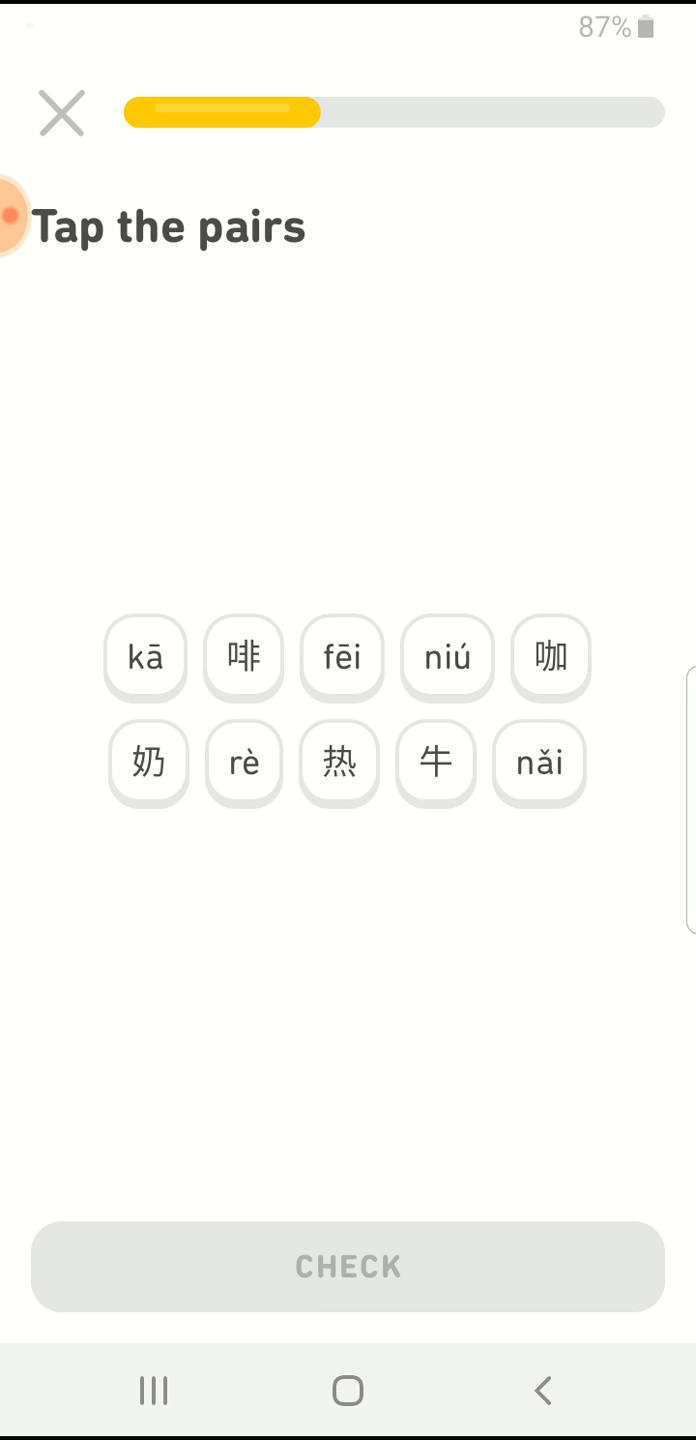 87%
Tap the pairs
kā 啡 fēi niú 咖
奶 rè 热 牛 nǎi
CHECK